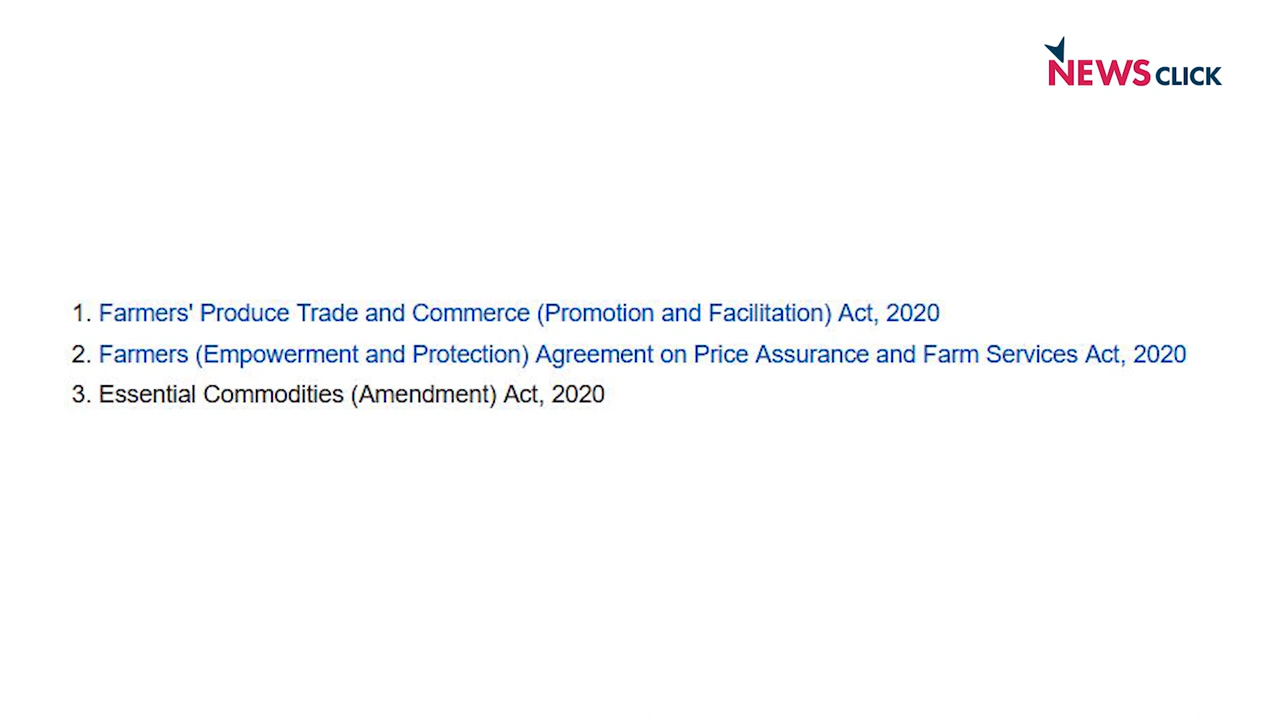 NEWS CLICK
1. Farmers' Produce Trade and Commerce (Promotion and Facilitation) Act, 2020
2. Farmers (Empowerment and Protection) Agreement on Price Assurance and Farm Services Act, 2020
3. Essential Commodities (Amendment) Act, 2020